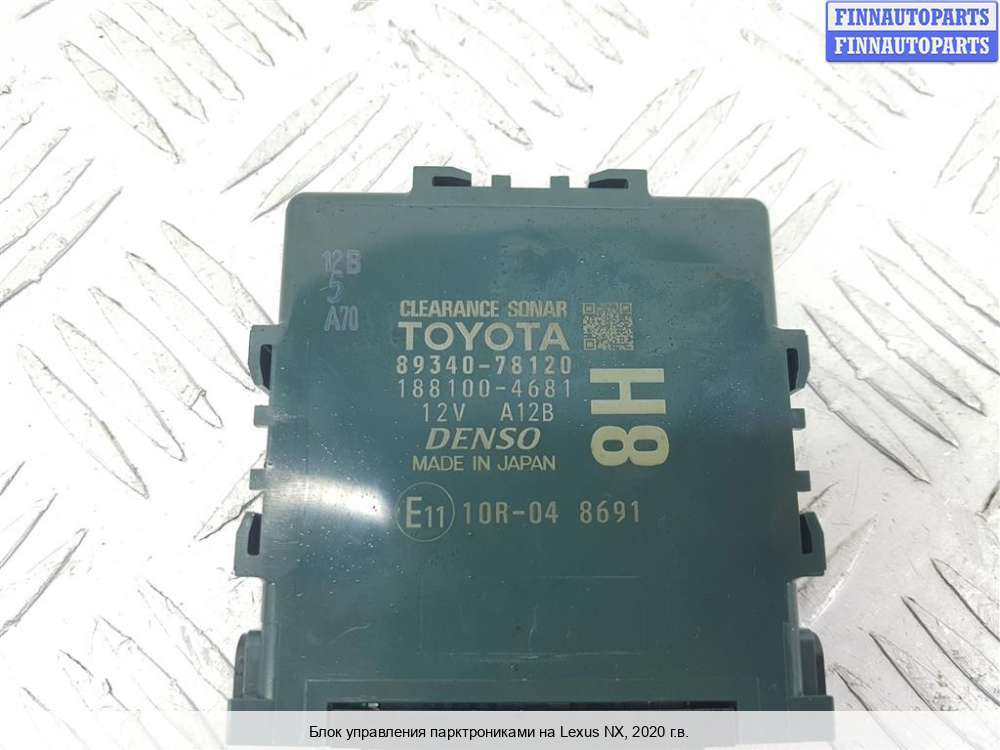 FINNAUTOPARTS
FINNAUTOPARTS
12B
5
A70
CLEARANCE SONAR
TOYOTA
89340-78120
188100-4681
12V A12B
DENSO
MADE IN JAPAN
H8
E11 10R-04 8691
Блок управления парктрониками на Lexus NX, 2020 г.в.